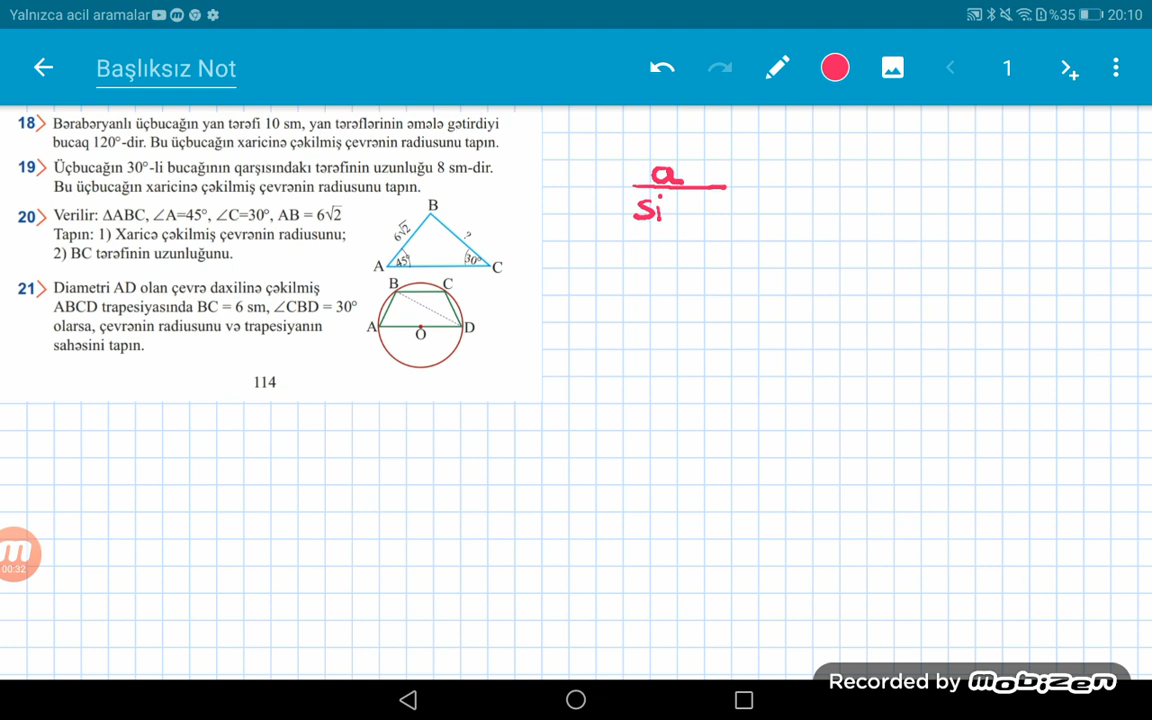 Yalnızca acil aramalar %35 20:10
Başlıksız Not 1
18 Bərabəryanlı üçbucağın yan tərəfi 10 sm, yan tərəflərinin əmələ gətirdiyi
bucaq 120°-dir. Bu üçbucağın xaricinə çəkilmiş çevrənin radiusunu tapın.
19 Üçbucağın 30°-li bucağının qarşısındakı tərəfinin uzunluğu 8 sm-dir.
Bu üçbucağın xaricinə çəkilmiş çevrənin radiusunu tapın.
20 Verilir: ΔABC, ∠A=45°, ∠C=30°, AB = 6√2
Tapın: 1) Xaricə çəkilmiş çevrənin radiusunu;
2) BC tərəfinin uzunluğunu.
B
6√2 ?
A 45° 30° C
21 Diametri AD olan çevrə daxilinə çəkilmiş
ABCD trapesiyasında BC = 6 sm, ∠CBD = 30°
olarsa, çevrənin radiusunu və trapesiyanın
sahəsini tapın.
B C
A O D
114
a
si
00:32
Recorded by mobizen